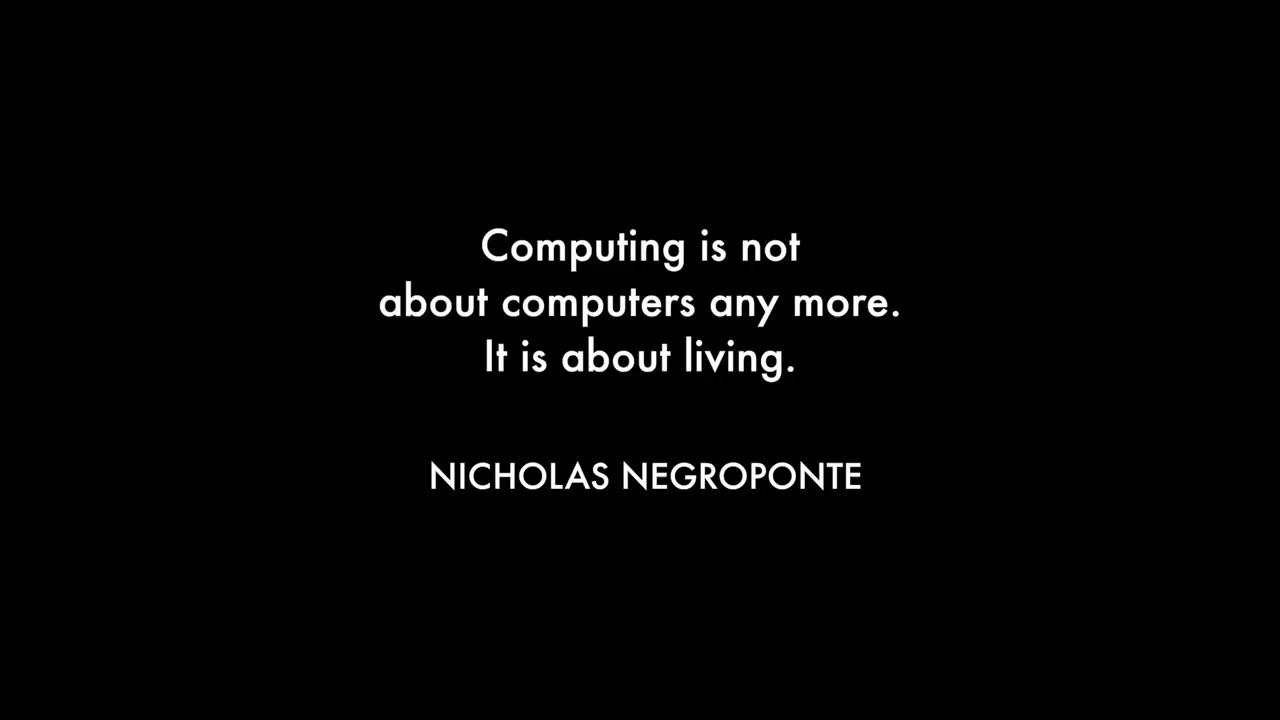 Computing is not
about computers any more.
It is about living.
NICHOLAS NEGROPONTE